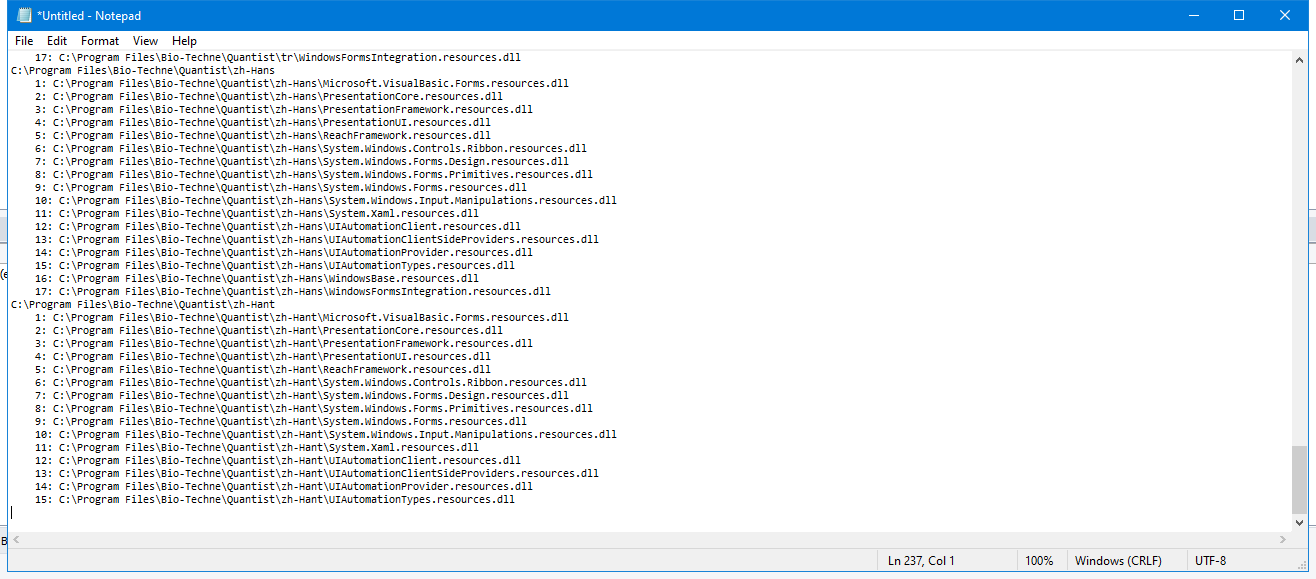 *Untitled - Notepad
File Edit Format View Help
17: C:\Program Files\Bio-Techne\Quantist\tr\WindowsFormsIntegration.resources.dll
C:\Program Files\Bio-Techne\Quantist\zh-Hans
1: C:\Program Files\Bio-Techne\Quantist\zh-Hans\Microsoft.VisualBasic.Forms.resources.dll
2: C:\Program Files\Bio-Techne\Quantist\zh-Hans\PresentationCore.resources.dll
3: C:\Program Files\Bio-Techne\Quantist\zh-Hans\PresentationFramework.resources.dll
4: C:\Program Files\Bio-Techne\Quantist\zh-Hans\PresentationUI.resources.dll
5: C:\Program Files\Bio-Techne\Quantist\zh-Hans\ReachFramework.resources.dll
6: C:\Program Files\Bio-Techne\Quantist\zh-Hans\System.Windows.Controls.Ribbon.resources.dll
7: C:\Program Files\Bio-Techne\Quantist\zh-Hans\System.Windows.Forms.Design.resources.dll
8: C:\Program Files\Bio-Techne\Quantist\zh-Hans\System.Windows.Forms.Primitives.resources.dll
9: C:\Program Files\Bio-Techne\Quantist\zh-Hans\System.Windows.Forms.resources.dll
10: C:\Program Files\Bio-Techne\Quantist\zh-Hans\System.Windows.Input.Manipulations.resources.dll
11: C:\Program Files\Bio-Techne\Quantist\zh-Hans\System.Xaml.resources.dll
12: C:\Program Files\Bio-Techne\Quantist\zh-Hans\UIAutomationClient.resources.dll
13: C:\Program Files\Bio-Techne\Quantist\zh-Hans\UIAutomationClientSideProviders.resources.dll
14: C:\Program Files\Bio-Techne\Quantist\zh-Hans\UIAutomationProvider.resources.dll
15: C:\Program Files\Bio-Techne\Quantist\zh-Hans\UIAutomationTypes.resources.dll
16: C:\Program Files\Bio-Techne\Quantist\zh-Hans\WindowsBase.resources.dll
17: C:\Program Files\Bio-Techne\Quantist\zh-Hans\WindowsFormsIntegration.resources.dll
C:\Program Files\Bio-Techne\Quantist\zh-Hant
1: C:\Program Files\Bio-Techne\Quantist\zh-Hant\Microsoft.VisualBasic.Forms.resources.dll
2: C:\Program Files\Bio-Techne\Quantist\zh-Hant\PresentationCore.resources.dll
3: C:\Program Files\Bio-Techne\Quantist\zh-Hant\PresentationFramework.resources.dll
4: C:\Program Files\Bio-Techne\Quantist\zh-Hant\PresentationUI.resources.dll
5: C:\Program Files\Bio-Techne\Quantist\zh-Hant\ReachFramework.resources.dll
6: C:\Program Files\Bio-Techne\Quantist\zh-Hant\System.Windows.Controls.Ribbon.resources.dll
7: C:\Program Files\Bio-Techne\Quantist\zh-Hant\System.Windows.Forms.Design.resources.dll
8: C:\Program Files\Bio-Techne\Quantist\zh-Hant\System.Windows.Forms.Primitives.resources.dll
9: C:\Program Files\Bio-Techne\Quantist\zh-Hant\System.Windows.Forms.resources.dll
10: C:\Program Files\Bio-Techne\Quantist\zh-Hant\System.Windows.Input.Manipulations.resources.dll
11: C:\Program Files\Bio-Techne\Quantist\zh-Hant\System.Xaml.resources.dll
12: C:\Program Files\Bio-Techne\Quantist\zh-Hant\UIAutomationClient.resources.dll
13: C:\Program Files\Bio-Techne\Quantist\zh-Hant\UIAutomationClientSideProviders.resources.dll
14: C:\Program Files\Bio-Techne\Quantist\zh-Hant\UIAutomationProvider.resources.dll
15: C:\Program Files\Bio-Techne\Quantist\zh-Hant\UIAutomationTypes.resources.dll
Ln 237, Col 1 100% Windows (CRLF) UTF-8